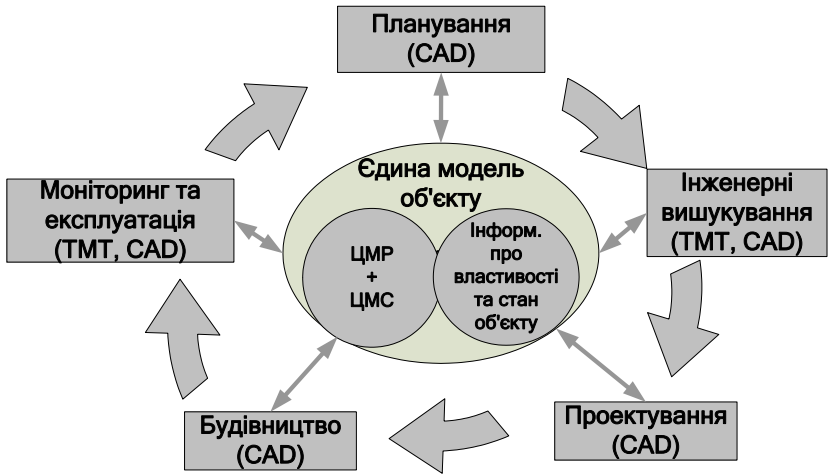 Планування
(CAD)
Єдина модель
об'єкту
Моніторинг та
експлуатація
(ТМТ, CAD)
Інженерні
вишукування
(ТМТ, CAD)
ЦМР
+
ЦМС
Інформ.
про
властивості
та стан
об'єкту
Будівництво
(CAD)
Проектування
(CAD)